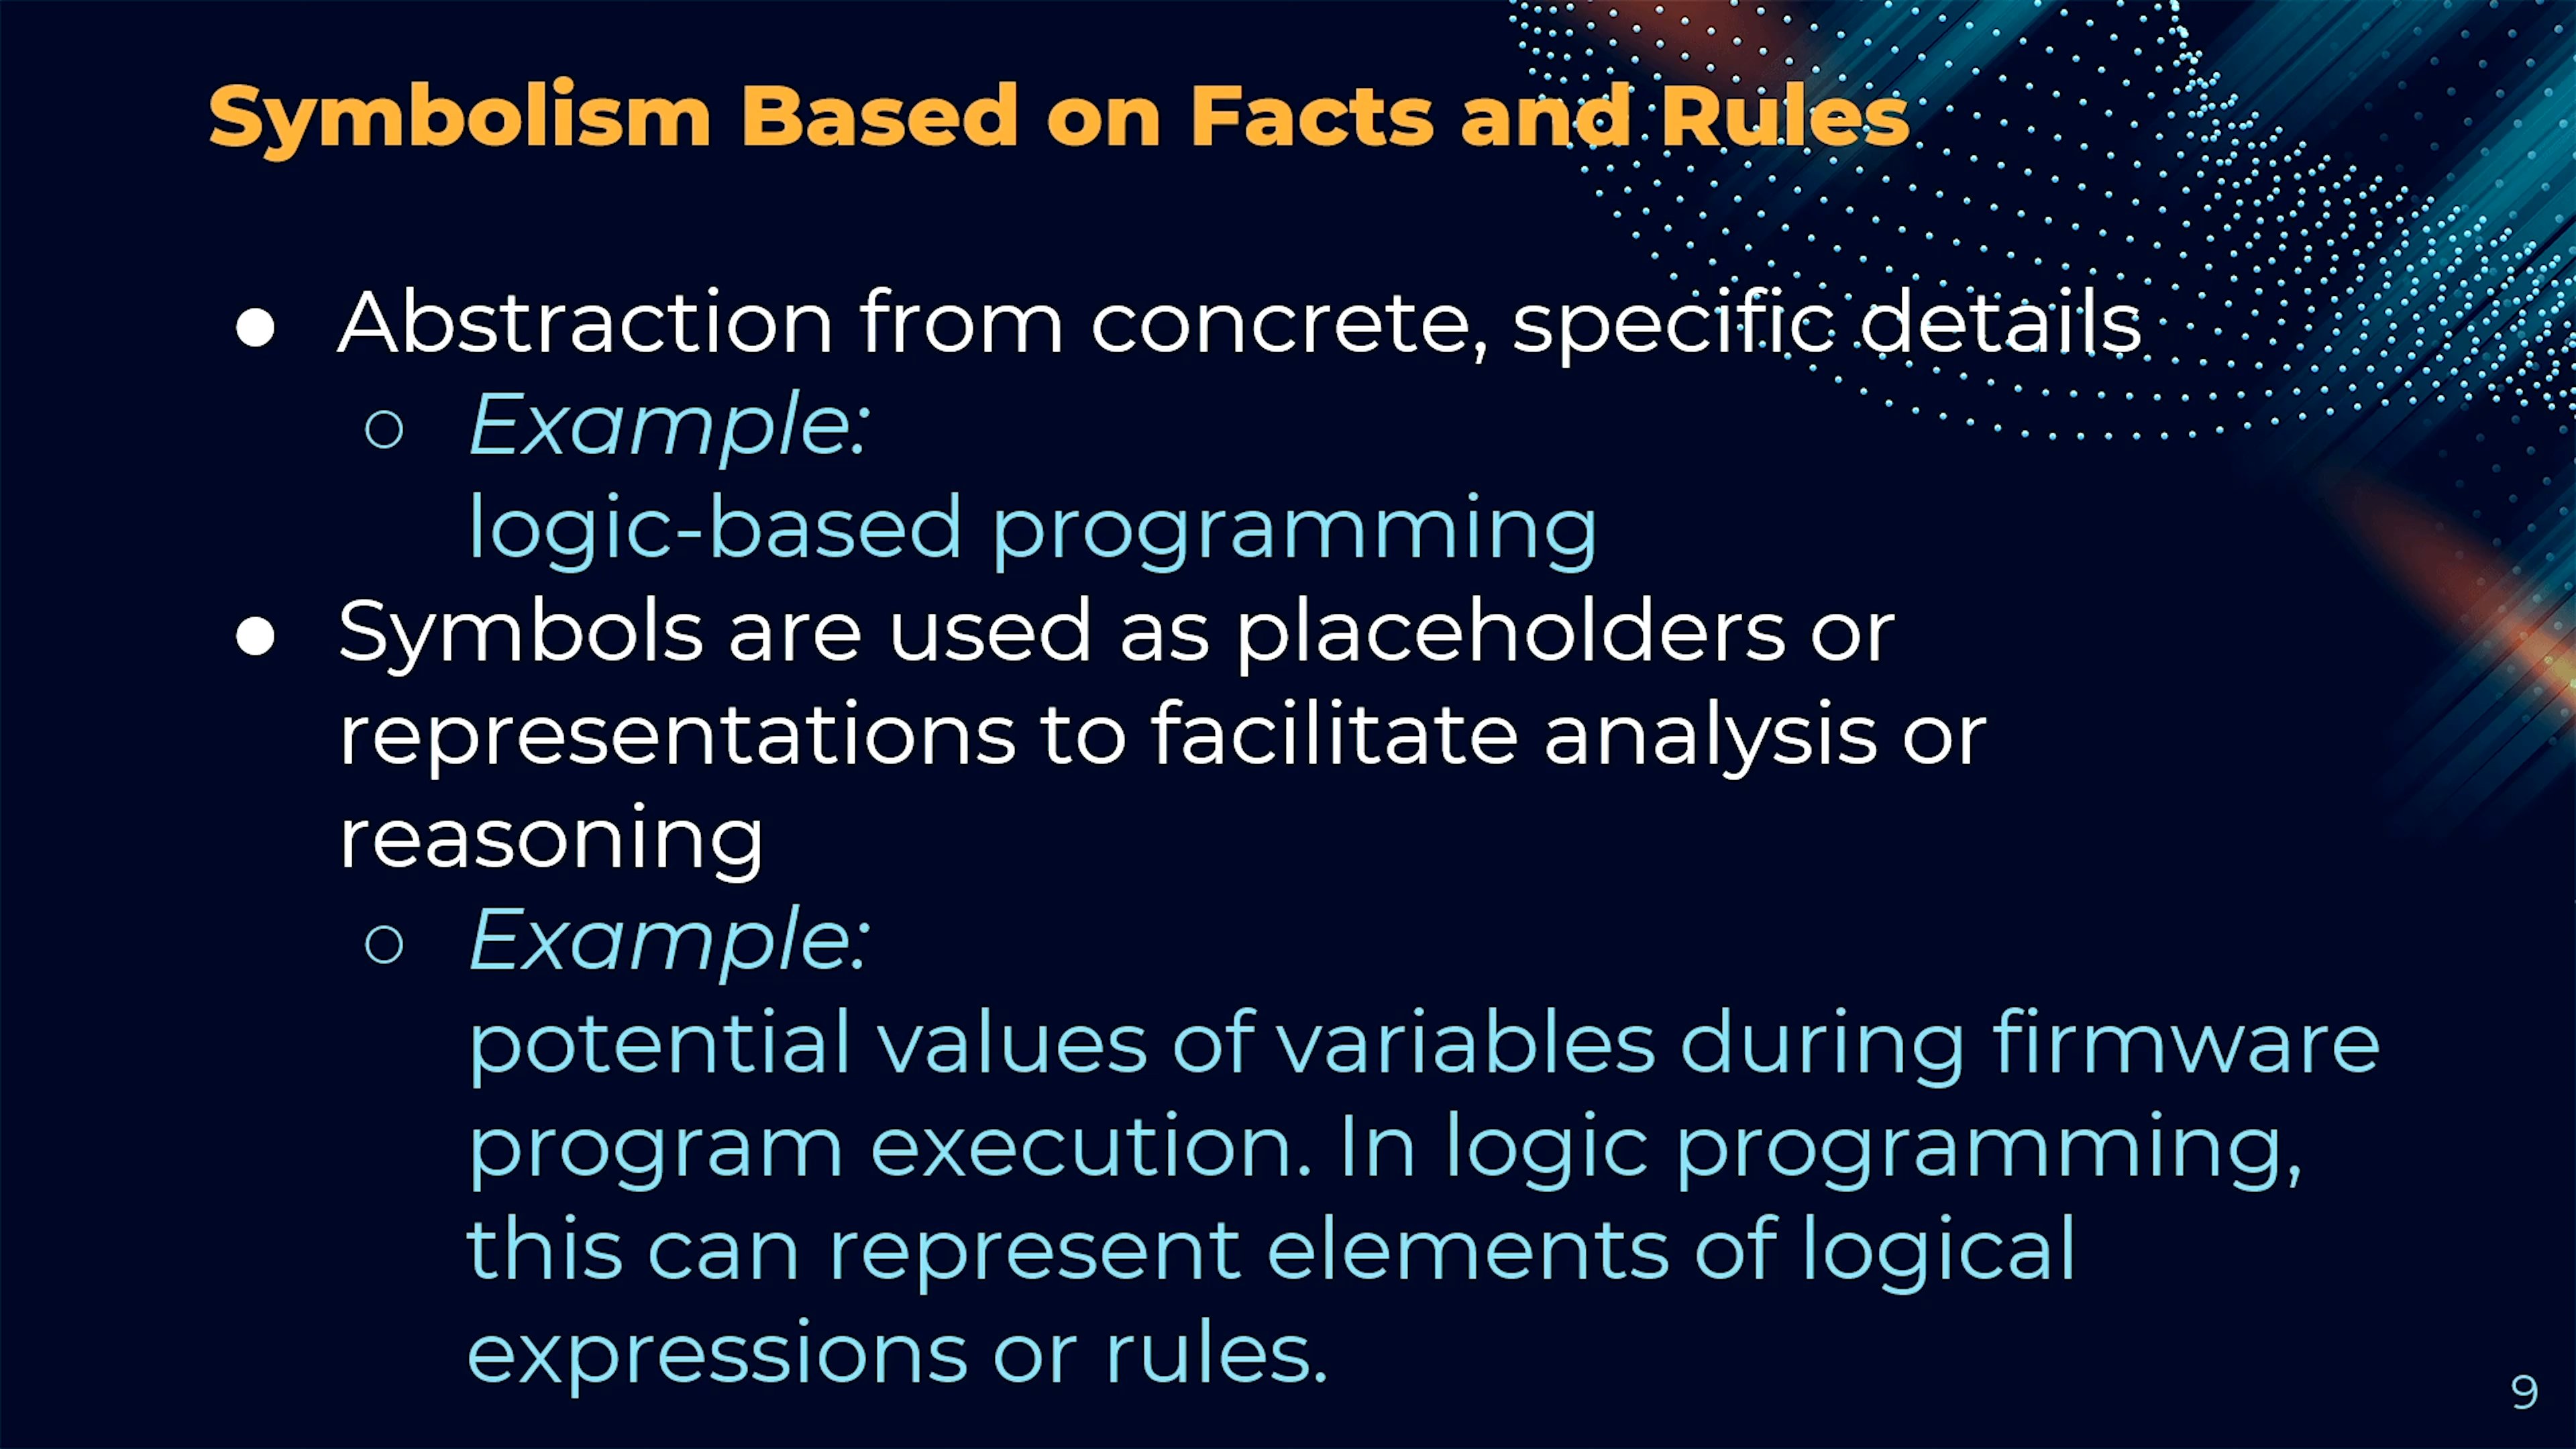 Symbolism Based on Facts and Rules
● Abstraction from concrete, specific details
○ Example:
logic-based programming
● Symbols are used as placeholders or
representations to facilitate analysis or
reasoning
○ Example:
potential values of variables during firmware
program execution. In logic programming,
this can represent elements of logical
expressions or rules.
9